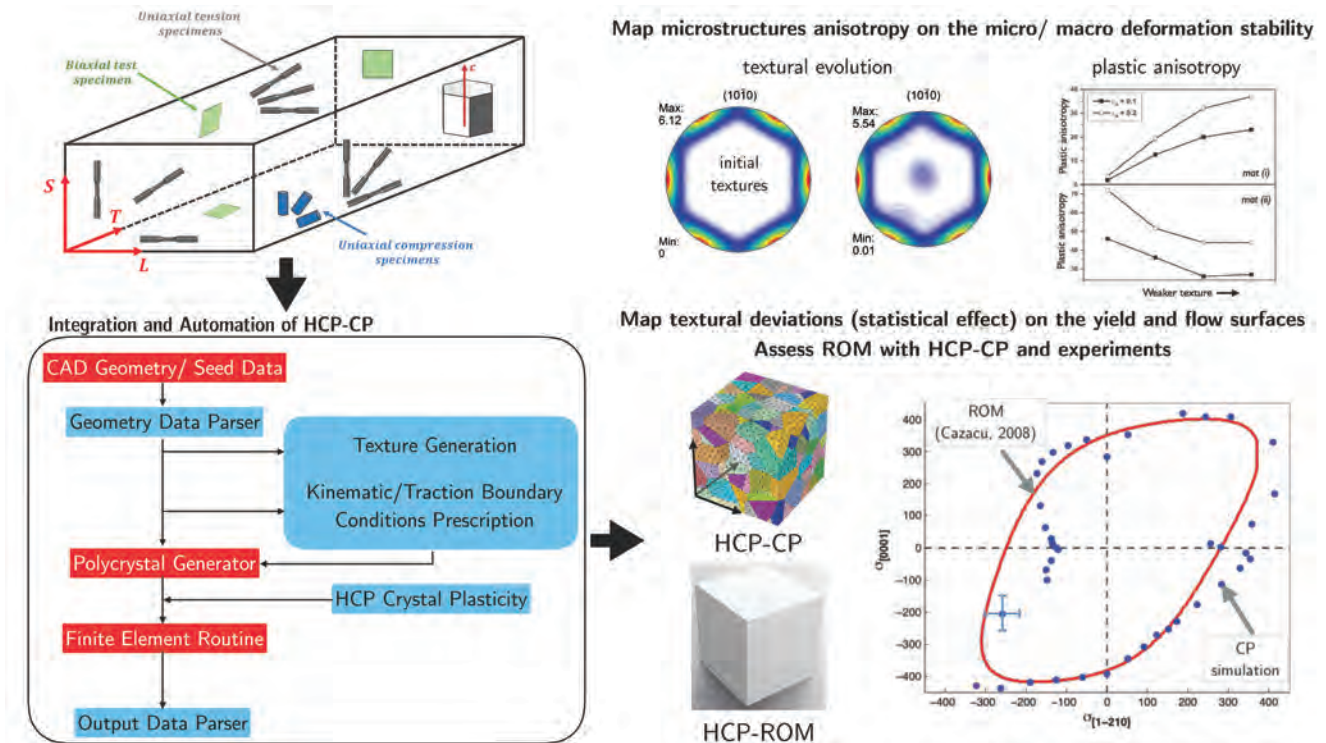 Uniaxial tension
specimens
Biaxial test
specimen
c
S
T
L
Uniaxial compression
specimens
Map microstructures anisotropy on the micro/ macro deformation stability
textural evolution
plastic anisotropy
(10-10)
Max:
6.12
initial
textures
Min:
0
(10-10)
Max:
5.54
Min:
0.01
Plastic anisotropy
mat (i)
Plastic anisotropy
mat (ii)
Weaker texture
Integration and Automation of HCP-CP
CAD Geometry/ Seed Data
Geometry Data Parser
Texture Generation
Kinematic/Traction Boundary
Conditions Prescription
Polycrystal Generator
HCP Crystal Plasticity
Finite Element Routine
Output Data Parser
Map textural deviations (statistical effect) on the yield and flow surfaces
Assess ROM with HCP-CP and experiments
HCP-CP
HCP-ROM
ROM
(Cazacu, 2008)
CP
simulation
400
300
200
100
0
−100
−200
−300
−400
σ[0001]
−400 −300 −200 −100 0 100 200 300 400
σ[1−210]